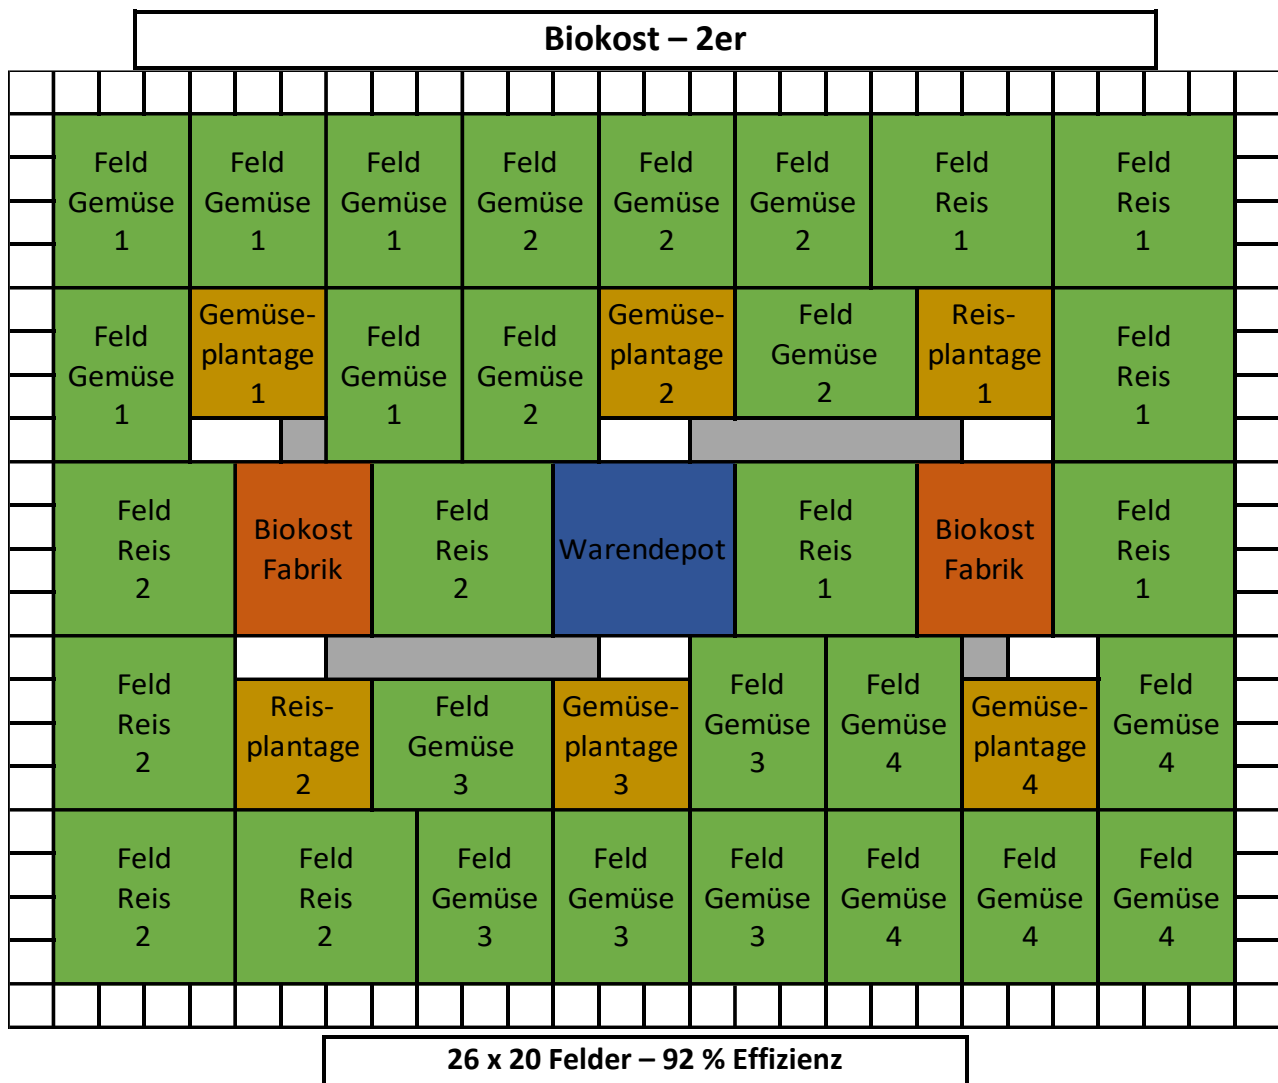 Biokost – 2er
Feld
Gemüse
1
Feld
Gemüse
1
Feld
Gemüse
1
Feld
Gemüse
2
Feld
Gemüse
2
Feld
Gemüse
2
Feld
Reis
1
Feld
Reis
1
Feld
Gemüse
1
Gemüse-
plantage
1
Feld
Gemüse
1
Feld
Gemüse
2
Gemüse-
plantage
2
Feld
Gemüse
2
Reis-
plantage
1
Feld
Reis
1
Feld
Reis
2
Biokost
Fabrik
Feld
Reis
2
Warendepot
Feld
Reis
1
Biokost
Fabrik
Feld
Reis
1
Feld
Reis
2
Reis-
plantage
2
Feld
Gemüse
3
Gemüse-
plantage
3
Feld
Gemüse
3
Feld
Gemüse
4
Gemüse-
plantage
4
Feld
Gemüse
4
Feld
Reis
2
Feld
Reis
2
Feld
Gemüse
3
Feld
Gemüse
3
Feld
Gemüse
3
Feld
Gemüse
4
Feld
Gemüse
4
Feld
Gemüse
4
26 x 20 Felder – 92 % Effizienz